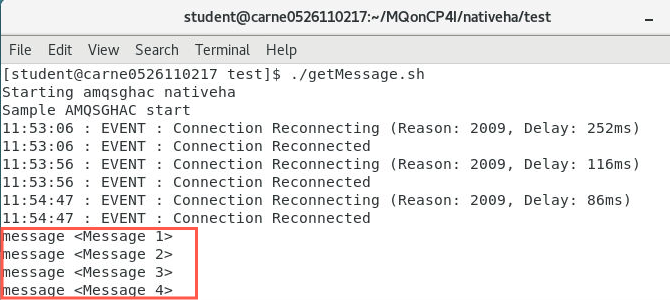 student@carne0526110217:~/MQonCP4I/nativeha/test
File Edit View Search Terminal Help
[student@carne0526110217 test]$ ./getMessage.sh
Starting amqsghac nativeha
Sample AMQSGHAC start
11:53:06 : EVENT : Connection Reconnecting (Reason: 2009, Delay: 252ms)
11:53:06 : EVENT : Connection Reconnected
11:53:56 : EVENT : Connection Reconnecting (Reason: 2009, Delay: 116ms)
11:53:56 : EVENT : Connection Reconnected
11:54:47 : EVENT : Connection Reconnecting (Reason: 2009, Delay: 86ms)
11:54:47 : EVENT : Connection Reconnected
message <Message 1>
message <Message 2>
message <Message 3>
message <Message 4>